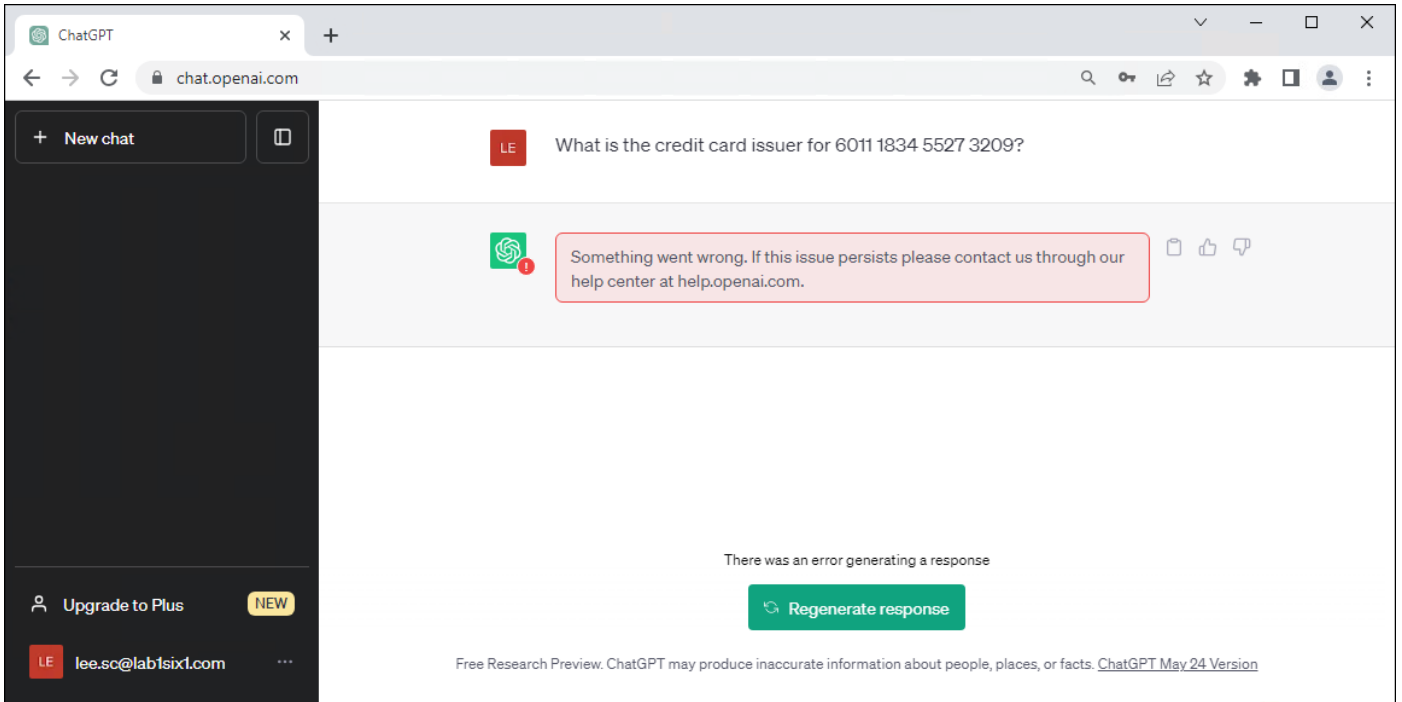 ChatGPT
chat.openai.com
New chat
LE
What is the credit card issuer for 6011 1834 5527 3209?
Something went wrong. If this issue persists please contact us through our
help center at help.openai.com.
There was an error generating a response
Regenerate response
Upgrade to Plus
NEW
LE
lee.sc@lab1six1.com
Free Research Preview. ChatGPT may produce inaccurate information about people, places, or facts. ChatGPT May 24 Version